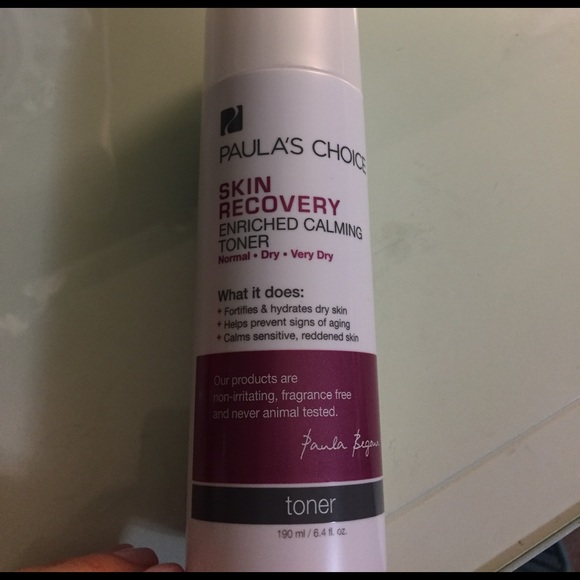 PAULA'S CHOICE
SKIN
RECOVERY
ENRICHED CALMING
TONER
Normal • Dry • Very Dry
What it does:
+ Fortifies & hydrates dry skin
+ Helps prevent signs of aging
+ Calms sensitive, reddened skin
Our products are
non-irritating, fragrance free
and never animal tested.
Paula Begoun
toner
190 ml / 6.4 fl. oz.